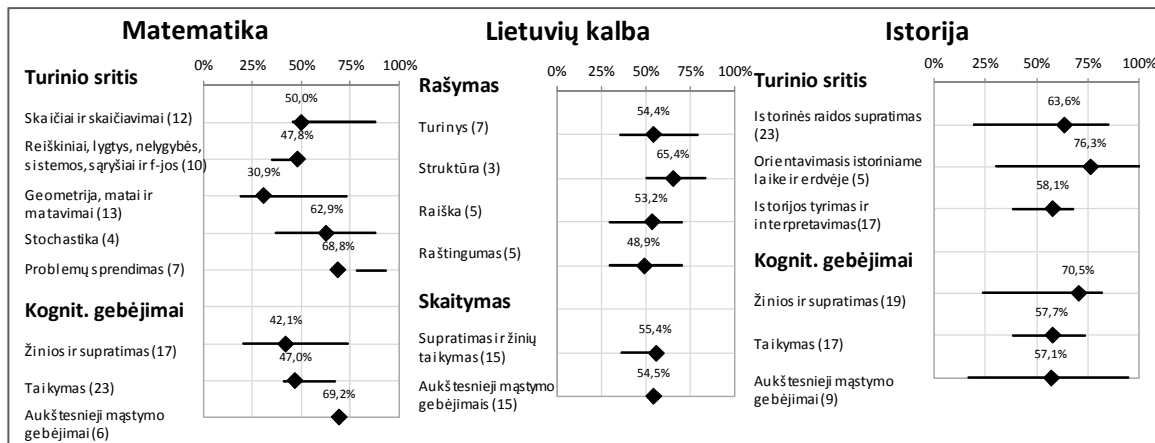 Matematika
0% 25% 50% 75% 100%
Turinio sritis
50,0%
Skaičiai ir skaičiavimai (12)
47,8%
Reiškiniai, lygtys, nelygybės,
sistemos, sąryšiai ir f-jos (10)
30,9%
Geometrija, matai ir
matavimai (13)
62,9%
Stochastika (4)
68,8%
Problemų sprendimas (7)
Kognit. gebėjimai
42,1%
Žinios ir supratimas (17)
47,0%
Taikymas (23)
69,2%
Aukštesnieji mąstymo
gebėjimai (6)
Lietuvių kalba
0% 25% 50% 75% 100%
Rašymas
54,4%
Turinys (7)
65,4%
Struktūra (3)
53,2%
Raiška (5)
48,9%
Raštingumas (5)
Skaitymas
55,4%
Supratimas ir žinių
taikymas (15)
54,5%
Aukštesnieji mąstymo
gebėjimais (15)
Istorija
0% 25% 50% 75% 100%
Turinio sritis
63,6%
Istorinės raidos supratimas
(23)
76,3%
Orientavimasis istoriniame
laike ir erdvėje (5)
58,1%
Istorijos tyrimas ir
interpretavimas (17)
Kognit. gebėjimai
70,5%
Žinios ir supratimas (19)
57,7%
Taikymas (17)
57,1%
Aukštesnieji mąstymo
gebėjimai (9)